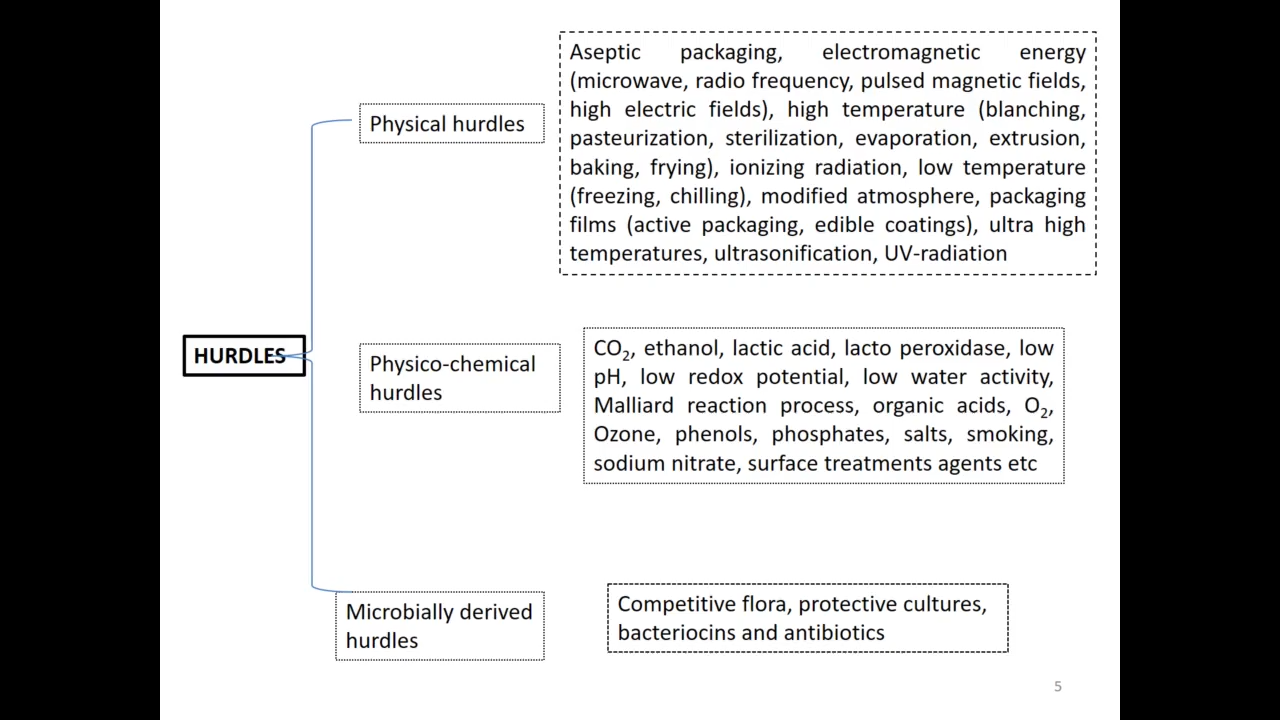 Aseptic packaging, electromagnetic energy
(microwave, radio frequency, pulsed magnetic fields,
high electric fields), high temperature (blanching,
pasteurization, sterilization, evaporation, extrusion,
baking, frying), ionizing radiation, low temperature
(freezing, chilling), modified atmosphere, packaging
films (active packaging, edible coatings), ultra high
temperatures, ultrasonification, UV-radiation
Physical hurdles
HURDLES
Physico-chemical
hurdles
CO₂, ethanol, lactic acid, lacto peroxidase, low
pH, low redox potential, low water activity,
Malliard reaction process, organic acids, O₂,
Ozone, phenols, phosphates, salts, smoking,
sodium nitrate, surface treatments agents etc
Microbially derived
hurdles
Competitive flora, protective cultures,
bacteriocins and antibiotics
5